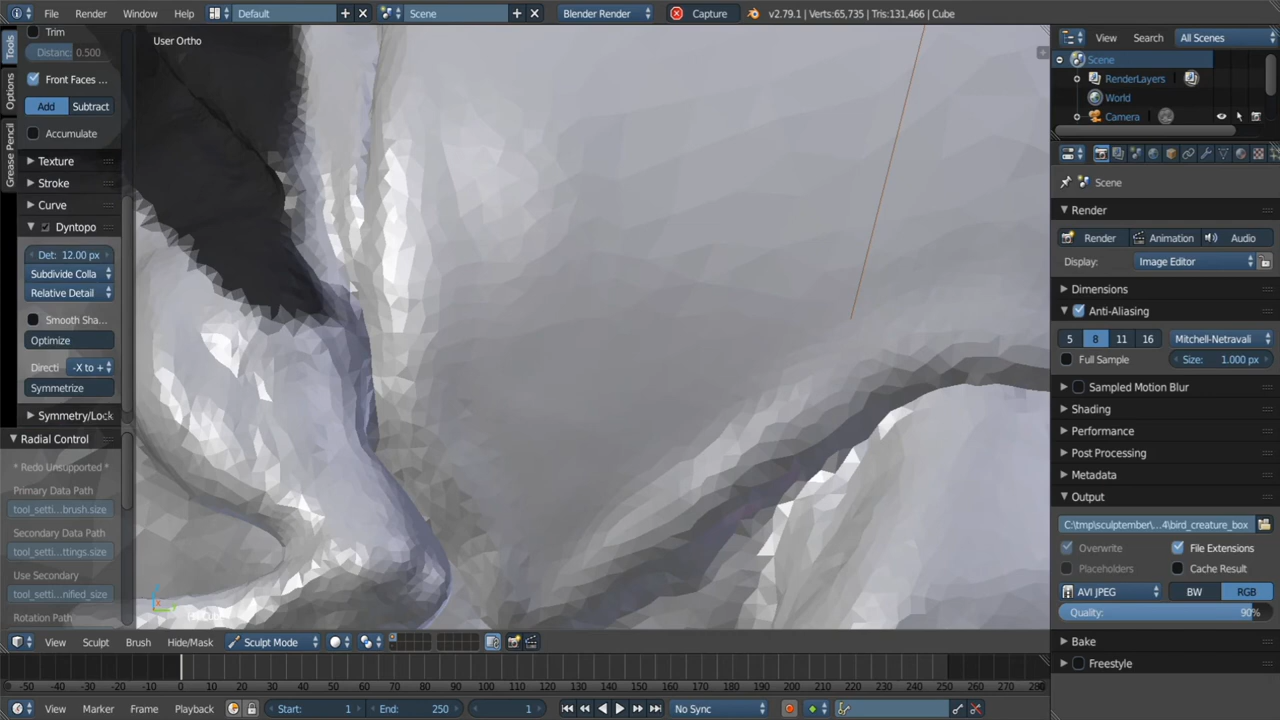 File Render Window Help Default Scene Blender Render Capture v2.79.1 | Verts:65,735 | Tris:131,466 | Cube
Tools
Options
Grease Pencil
Trim
Distanc: 0.500
Front Faces ...
Add Subtract
Accumulate
Texture
Stroke
Curve
Dyntopo
Det: 12.00 px
Subdivide Colla
Relative Detail
Smooth Sha...
Optimize
Directi -X to +
Symmetrize
Symmetry/Lock
Radial Control
* Redo Unsupported *
Primary Data Path
tool_setti...brush.size
Secondary Data Path
tool_setti...ttings.size
Use Secondary
tool_setti...nified_size
Rotation Path
User Ortho
View Search All Scenes
Scene
RenderLayers
World
Camera
Scene
Render
Render Animation Audio
Display: Image Editor
Dimensions
Anti-Aliasing
5 8 11 16 Mitchell-Netravali
Full Sample Size: 1.000 px
Sampled Motion Blur
Shading
Performance
Post Processing
Metadata
Output
C:\tmp\sculptember\...4\bird_creature_box
Overwrite File Extensions
Placeholders Cache Result
AVI JPEG BW RGB
Quality: 90%
Bake
Freestyle
View Sculpt Brush Hide/Mask Sculpt Mode
-50 -40 -30 -20 -10 0 10 20 30 40 50 60 70 80 90 100 110 120 130 140 150 160 170 180 190 200 210 220 230 240 250 260 270 280
View Marker Frame Playback Start: 1 End: 250 1 No Sync